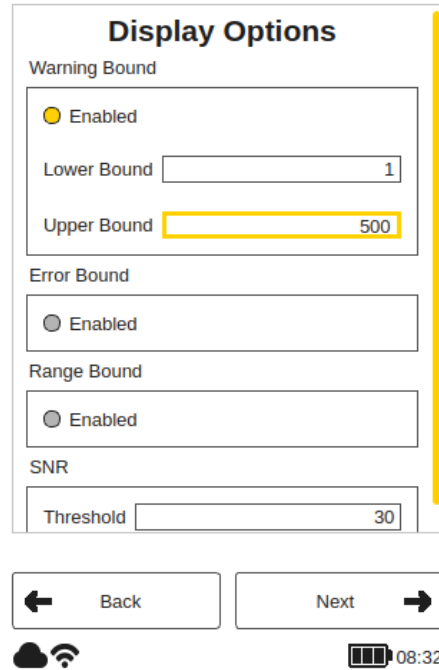 Display Options
Warning Bound
Enabled
Lower Bound 1
Upper Bound 500
Error Bound
Enabled
Range Bound
Enabled
SNR
Threshold 30
Back Next
08:32